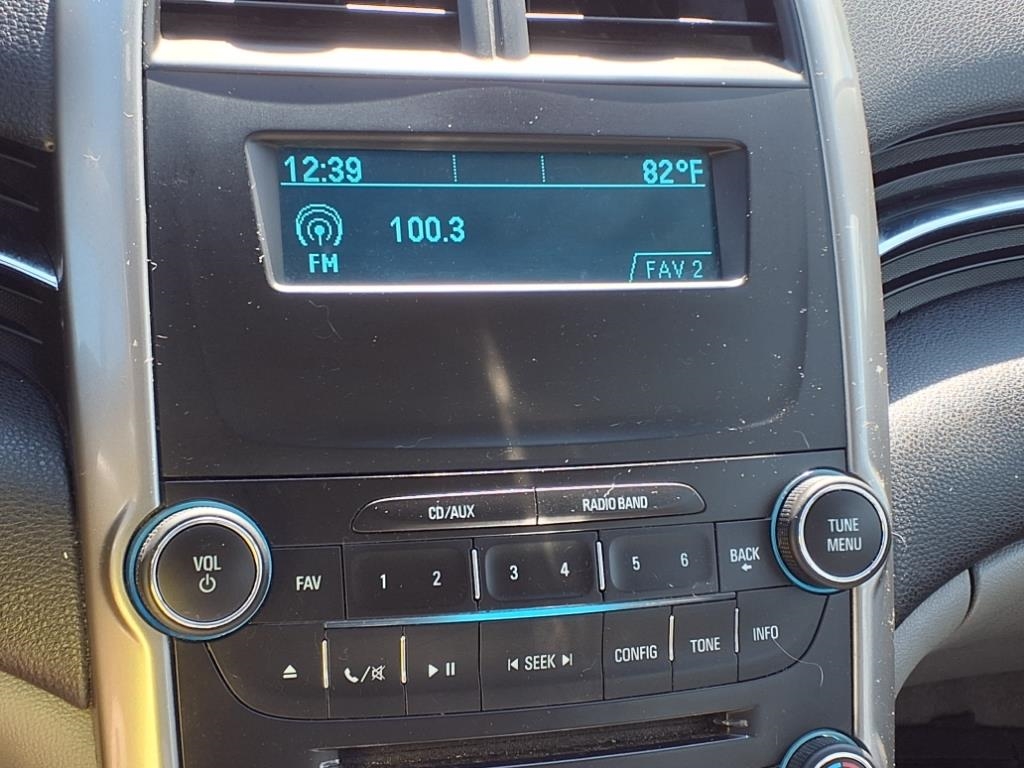 12:39 82°F
100.3
FM FAV 2
CD/AUX RADIO BAND
VOL FAV 1 2 3 4 5 6 BACK TUNE MENU
SEEK CONFIG TONE INFO